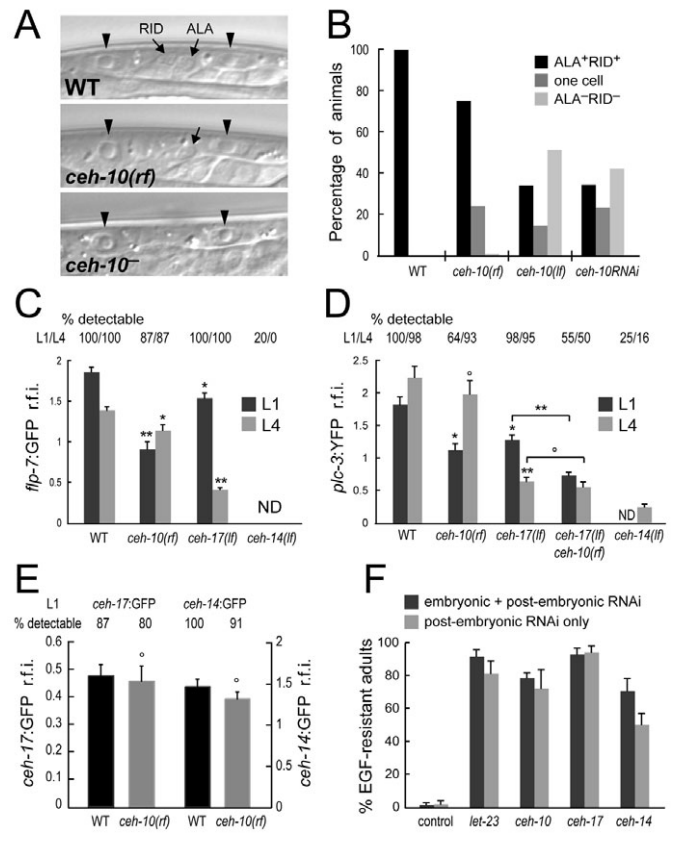 A
RID ALA
WT
ceh-10(rf)
ceh-10–
B
Percentage of animals
100
80
60
40
20
0
ALA+RID+
one cell
ALA–RID–
WT ceh-10(rf) ceh-10(lf) ceh-10RNAi
C
% detectable
L1/L4 100/100 87/87 100/100 20/0
flp-7:GFP r.f.i.
2
1.5
1
0.5
0
** * * **
L1
L4
ND
WT ceh-10(rf) ceh-17(lf) ceh-14(lf)
D
% detectable
L1/L4 100/98 64/93 98/95 55/50 25/16
plc-3:YFP r.f.i.
2.5
2
1.5
1
0.5
0
* ° * ** ** °
L1
L4
ND
WT ceh-10(rf) ceh-17(lf) ceh-17(lf) ceh-14(lf)
ceh-10(rf)
E
L1 ceh-17:GFP ceh-14:GFP
% detectable 87 80 100 91
ceh-17:GFP r.f.i.
0.6
0.5
0.4
0.3
0.2
0.1
0
° °
2
1.5
1
0.5
0
ceh-14:GFP r.f.i.
WT ceh-10(rf) WT ceh-10(rf)
F
embryonic + post-embryonic RNAi
post-embryonic RNAi only
% EGF-resistant adults
100
80
60
40
20
0
control let-23 ceh-10 ceh-17 ceh-14